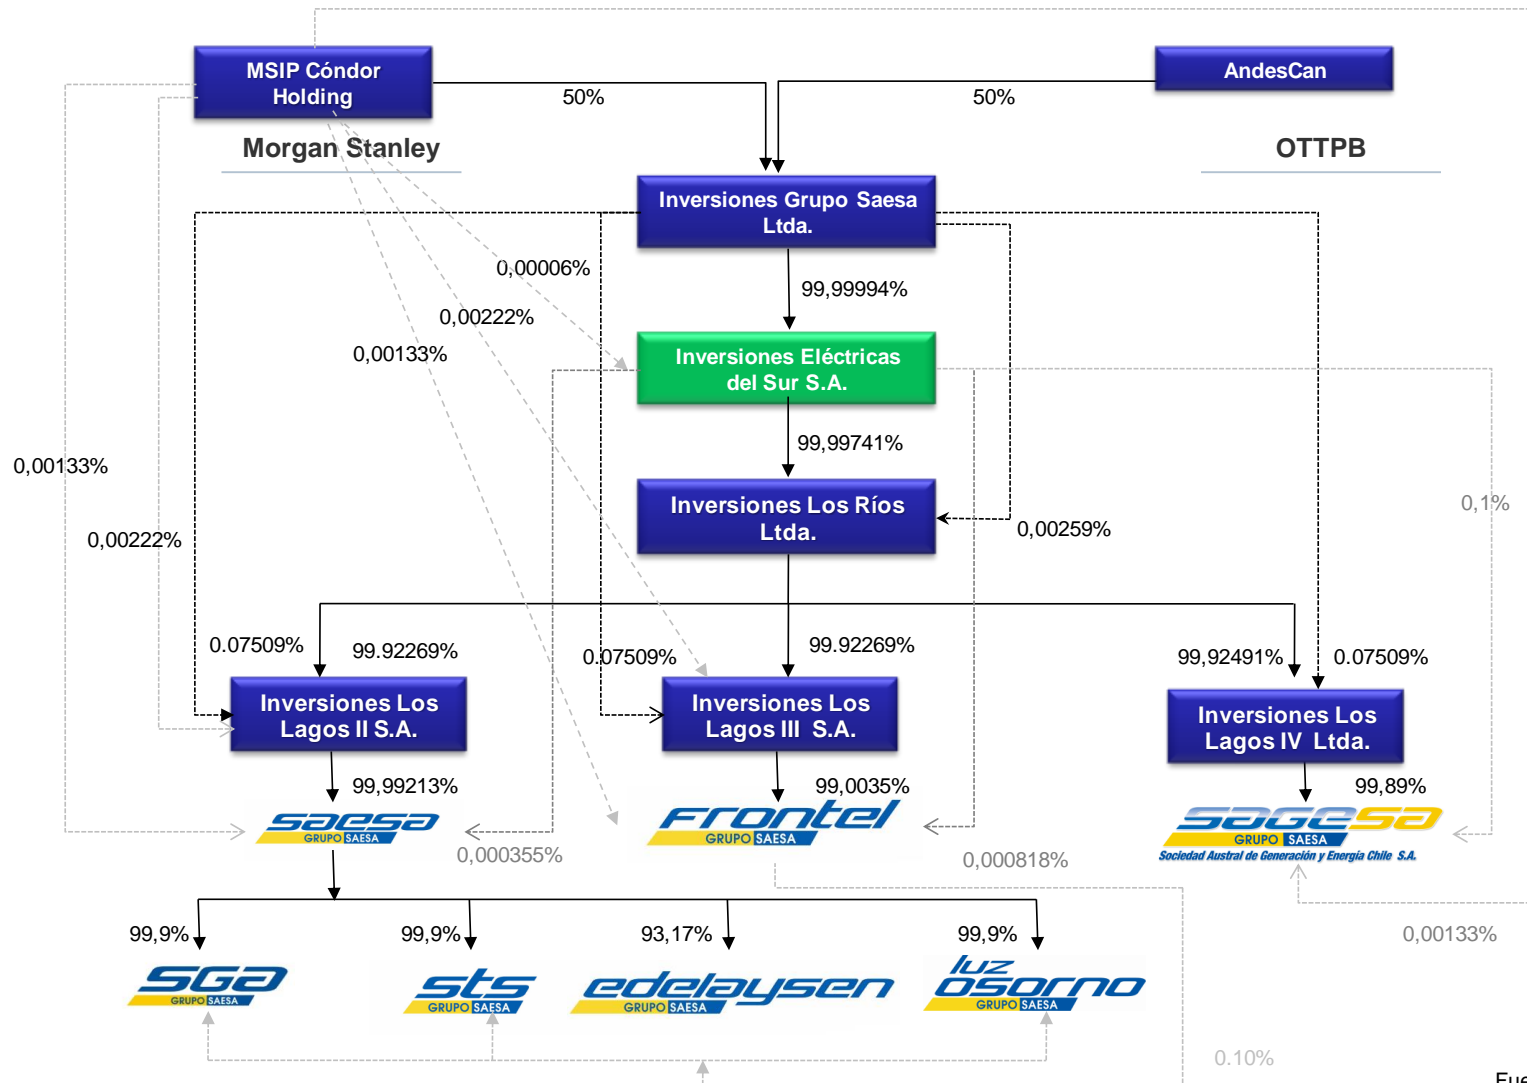 MSIP Cóndor
Holding
AndesCan
50%
50%
Morgan Stanley
OTTPB
Inversiones Grupo Saesa
Ltda.
0,00006%
99,99994%
0,00222%
0,00133%
Inversiones Eléctricas
del Sur S.A.
99,99741%
0,00133%
0,1%
Inversiones Los Ríos
Ltda.
0,00259%
0,00222%
0.07509%
99.92269%
0.07509%
99.92269%
99,92491%
0.07509%
Inversiones Los
Lagos II S.A.
Inversiones Los
Lagos III S.A.
Inversiones Los
Lagos IV Ltda.
99,99213%
99,0035%
99,89%
saesa
GRUPO SAESA
Frontel
GRUPO SAESA
sagesa
GRUPO SAESA
Sociedad Austral de Generación y Energía Chile S.A.
0,000355%
0,000818%
99,9%
99,9%
93,17%
99,9%
0,00133%
sga
GRUPO SAESA
sts
GRUPO SAESA
edelaysen
GRUPO SAESA
luz
osorno
GRUPO SAESA
0.10%
Fue